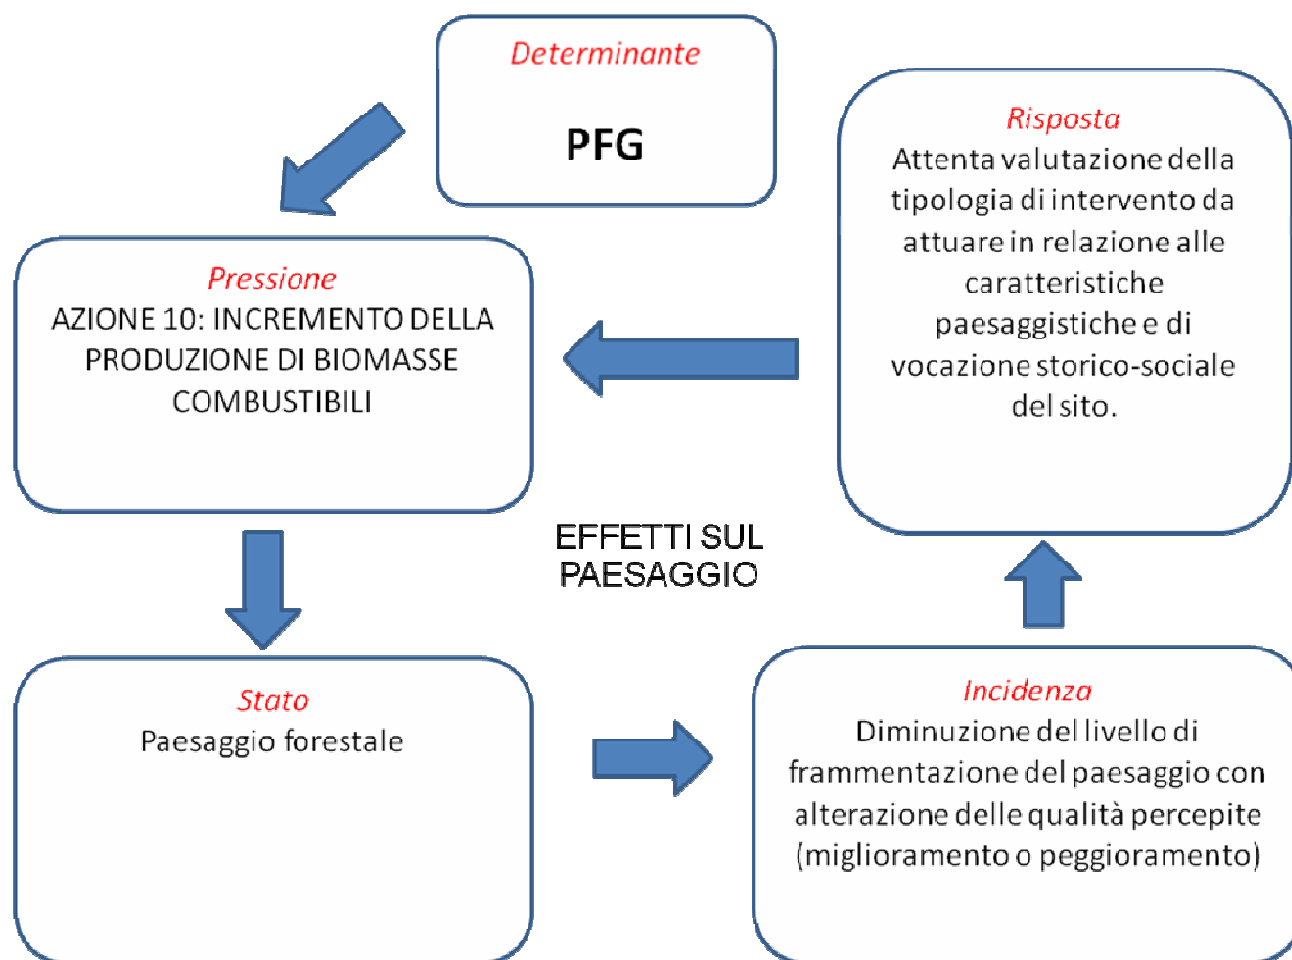 Determinante
PFG
Pressione
AZIONE 10: INCREMENTO DELLA
PRODUZIONE DI BIOMASSE
COMBUSTIBILI
Risposta
Attenta valutazione della
tipologia di intervento da
attuare in relazione alle
caratteristiche
paesaggistiche e di
vocazione storico-sociale
del sito.
EFFETTI SUL
PAESAGGIO
Stato
Paesaggio forestale
Incidenza
Diminuzione del livello di
frammentazione del paesaggio con
alterazione delle qualità percepite
(miglioramento o peggioramento)